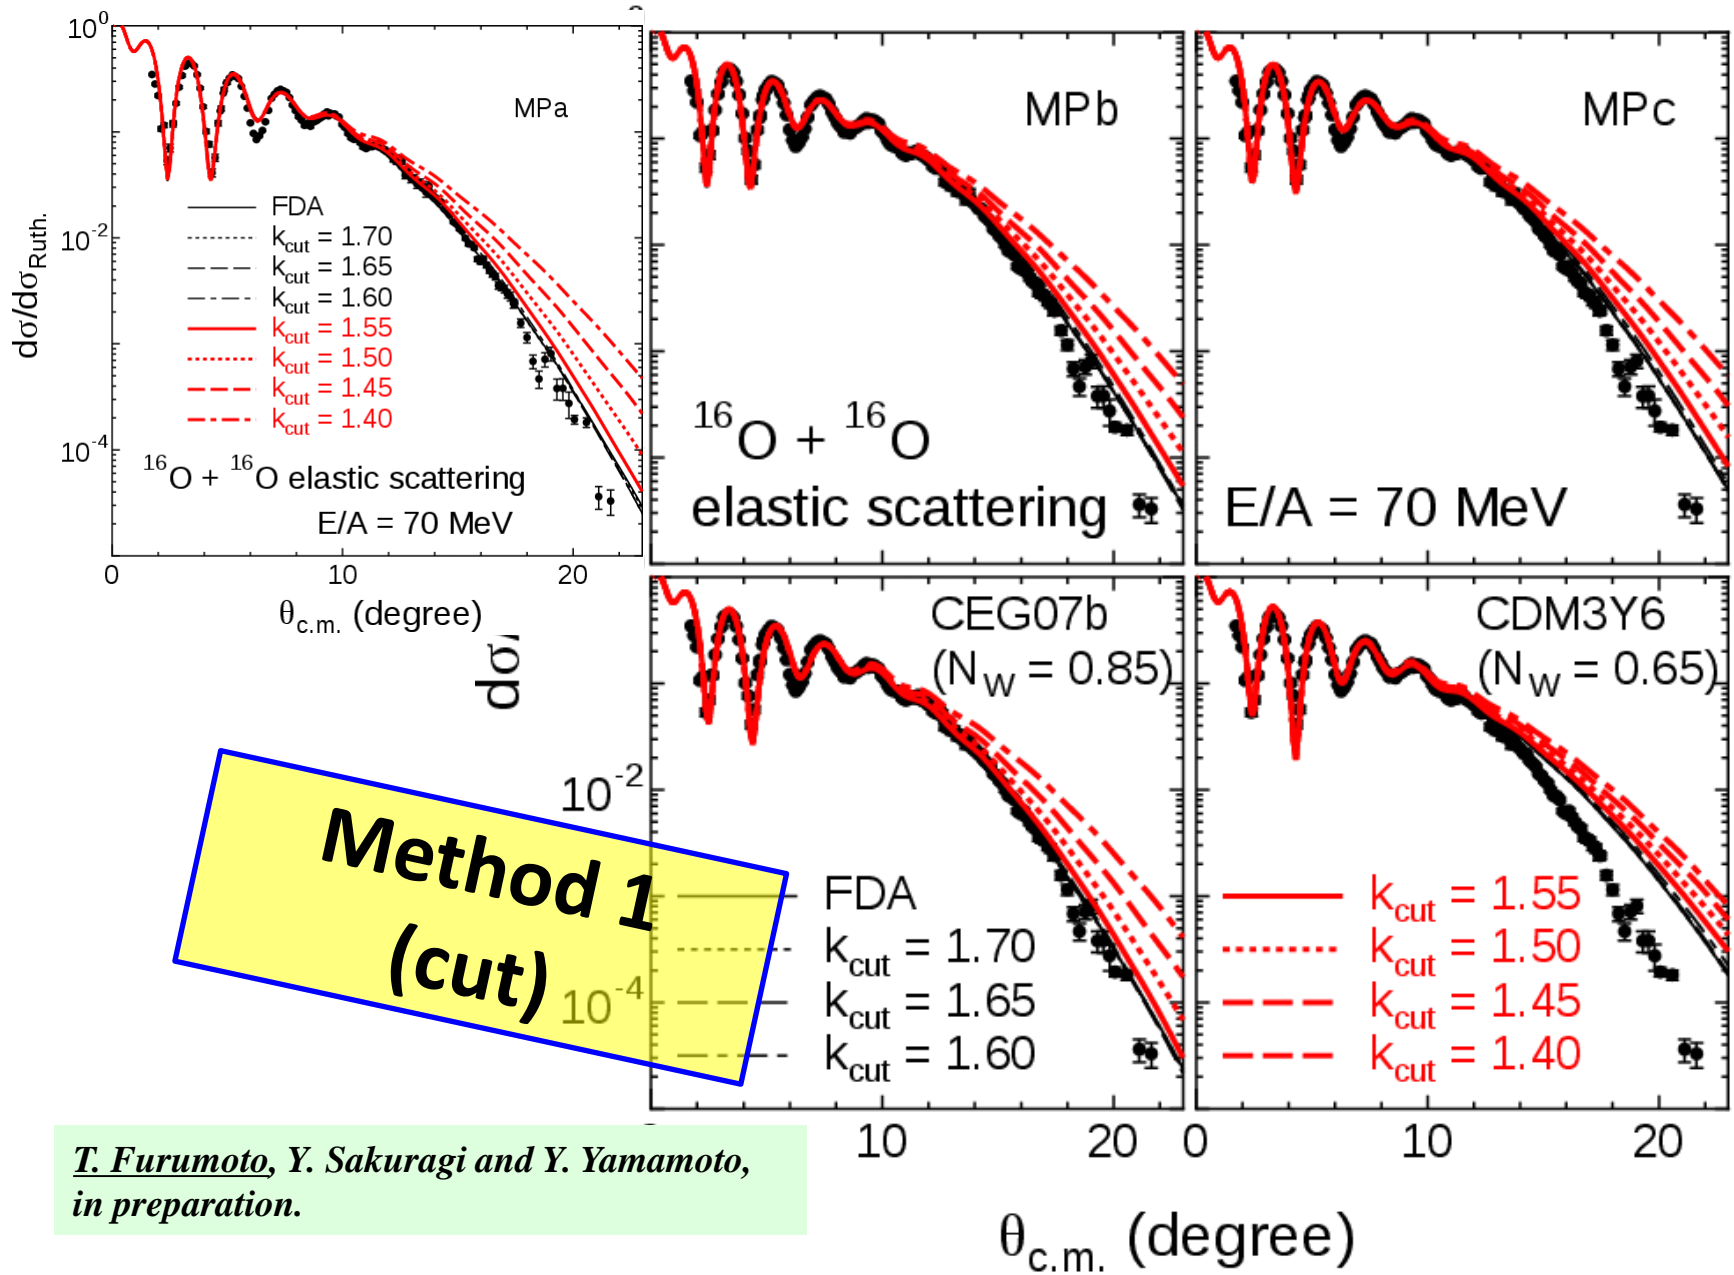 10⁰
MPa
FDA
k_cut = 1.70
k_cut = 1.65
k_cut = 1.60
k_cut = 1.55
k_cut = 1.50
k_cut = 1.45
k_cut = 1.40
10⁻²
10⁻⁴
dσ/dσ_Ruth.
¹⁶O + ¹⁶O elastic scattering
E/A = 70 MeV
0 10 20
θ_c.m. (degree)
MPb
¹⁶O + ¹⁶O
elastic scattering
MPc
E/A = 70 MeV
dσ/
CEG07b
(N_W = 0.85)
10⁻²
10⁻⁴
FDA
k_cut = 1.70
k_cut = 1.65
k_cut = 1.60
CDM3Y6
(N_W = 0.65)
k_cut = 1.55
k_cut = 1.50
k_cut = 1.45
k_cut = 1.40
10 20 0 10 20
θ_c.m. (degree)
Method 1
(cut)
T. Furumoto, Y. Sakuragi and Y. Yamamoto,
in preparation.